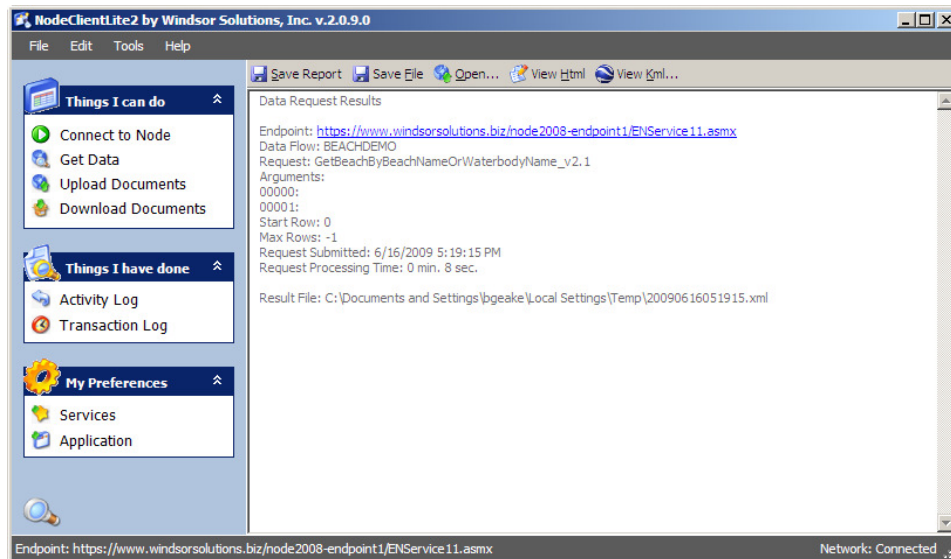 NodeClientLite2 by Windsor Solutions, Inc. v.2.0.9.0
File Edit Tools Help
Save Report Save File Open... View Html View Kml...
Things I can do
Connect to Node
Get Data
Upload Documents
Download Documents
Things I have done
Activity Log
Transaction Log
My Preferences
Services
Application
Data Request Results
Endpoint: https://www.windsorsolutions.biz/node2008-endpoint1/ENService11.asmx
Data Flow: BEACHDEMO
Request: GetBeachByBeachNameOrWaterbodyName_v2.1
Arguments:
00000:
00001:
Start Row: 0
Max Rows: -1
Request Submitted: 6/16/2009 5:19:15 PM
Request Processing Time: 0 min. 8 sec.
Result File: C:\Documents and Settings\bgeake\Local Settings\Temp\20090616051915.xml
Endpoint: https://www.windsorsolutions.biz/node2008-endpoint1/ENService11.asmx Network: Connected